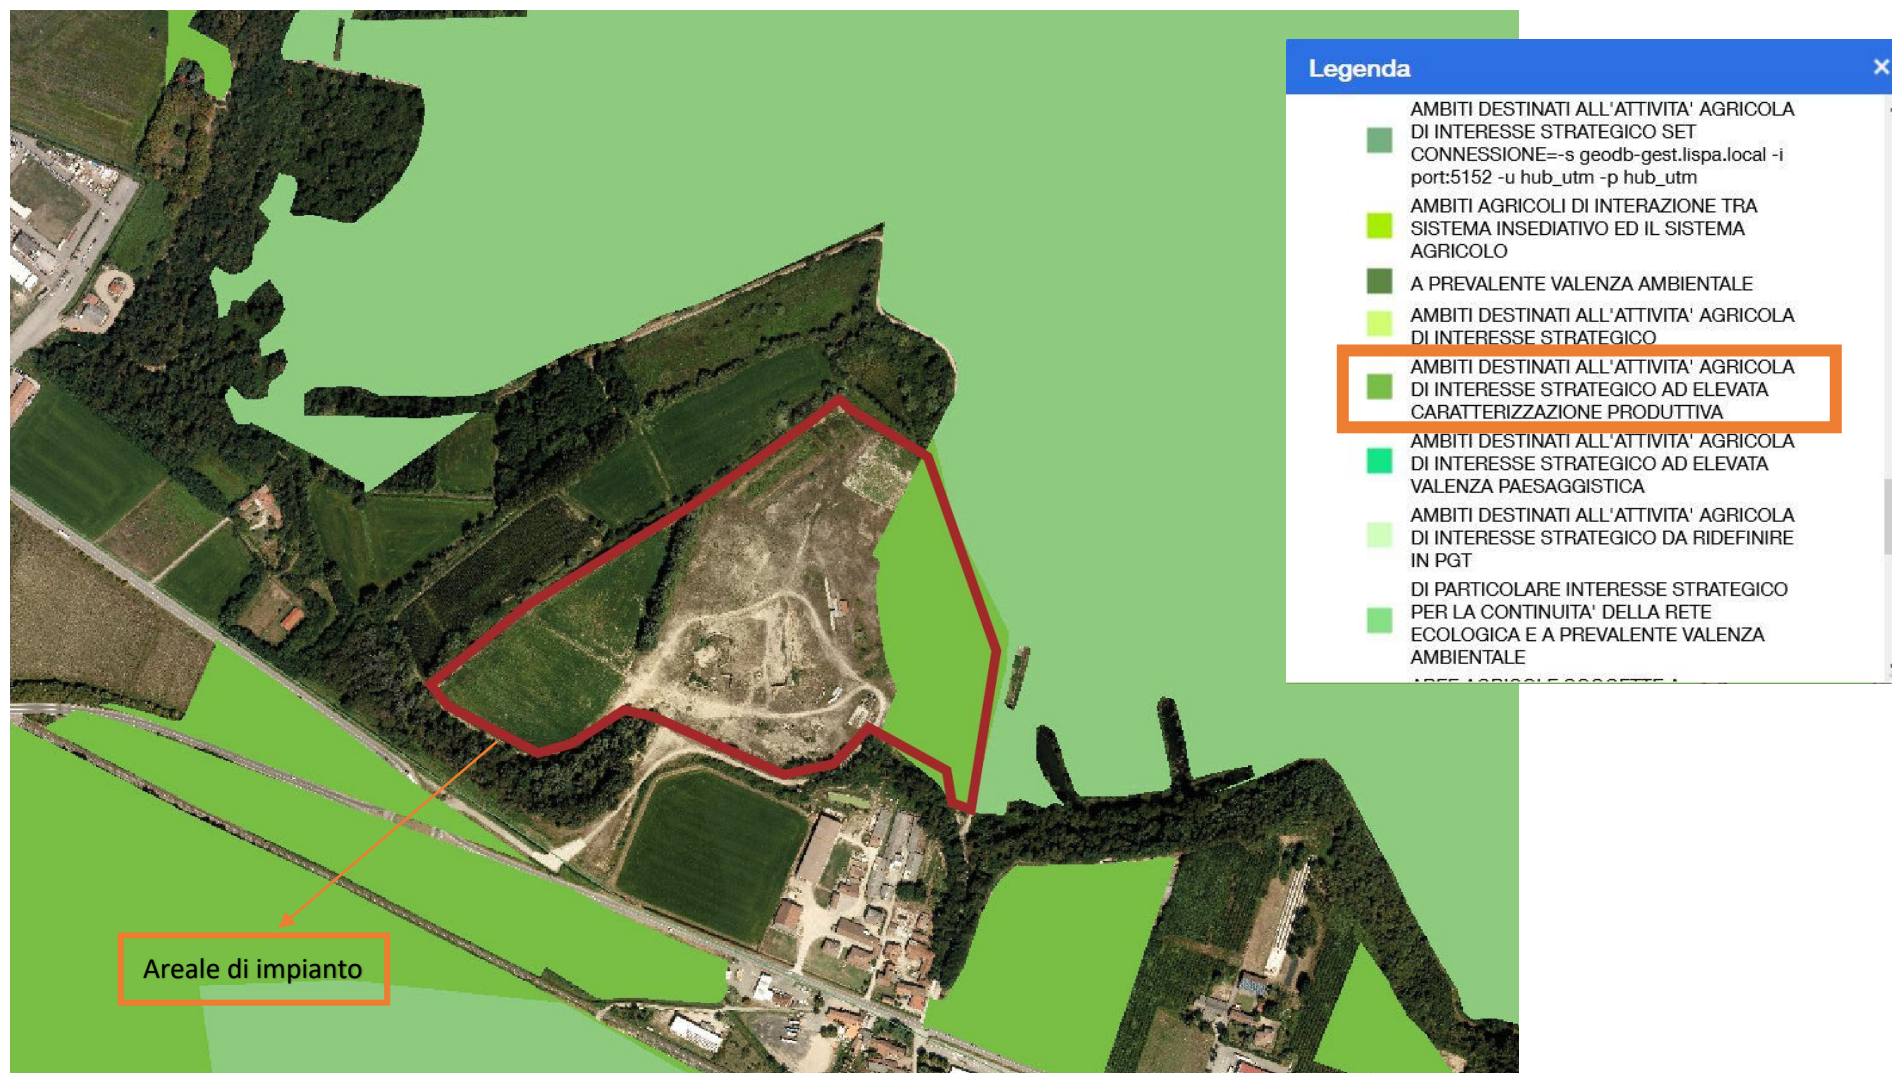 Legenda ×
AMBITI DESTINATI ALL'ATTIVITA' AGRICOLA
DI INTERESSE STRATEGICO SET
CONNESSIONE=-s geodb-gest.lispa.local -i
port:5152 -u hub_utm -p hub_utm
AMBITI AGRICOLI DI INTERAZIONE TRA
SISTEMA INSEDIATIVO ED IL SISTEMA
AGRICOLO
A PREVALENTE VALENZA AMBIENTALE
AMBITI DESTINATI ALL'ATTIVITA' AGRICOLA
DI INTERESSE STRATEGICO
AMBITI DESTINATI ALL'ATTIVITA' AGRICOLA
DI INTERESSE STRATEGICO AD ELEVATA
CARATTERIZZAZIONE PRODUTTIVA
AMBITI DESTINATI ALL'ATTIVITA' AGRICOLA
DI INTERESSE STRATEGICO AD ELEVATA
VALENZA PAESAGGISTICA
AMBITI DESTINATI ALL'ATTIVITA' AGRICOLA
DI INTERESSE STRATEGICO DA RIDEFINIRE
IN PGT
DI PARTICOLARE INTERESSE STRATEGICO
PER LA CONTINUITA' DELLA RETE
ECOLOGICA E A PREVALENTE VALENZA
AMBIENTALE
Areale di impianto